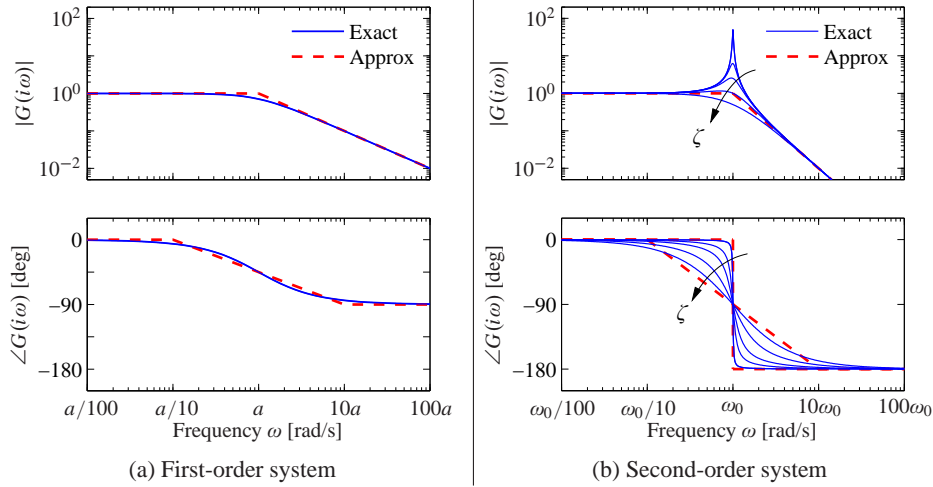 10^2
10^0
10^−2
|G(iω)|
Exact
Approx
0
−90
−180
∠G(iω) [deg]
a/100
a/10
a
10a
100a
Frequency ω [rad/s]
(a) First-order system
10^2
10^0
10^−2
|G(iω)|
Exact
Approx
ζ
0
−90
−180
∠G(iω) [deg]
ζ
ω₀/100
ω₀/10
ω₀
10ω₀
100ω₀
Frequency ω [rad/s]
(b) Second-order system